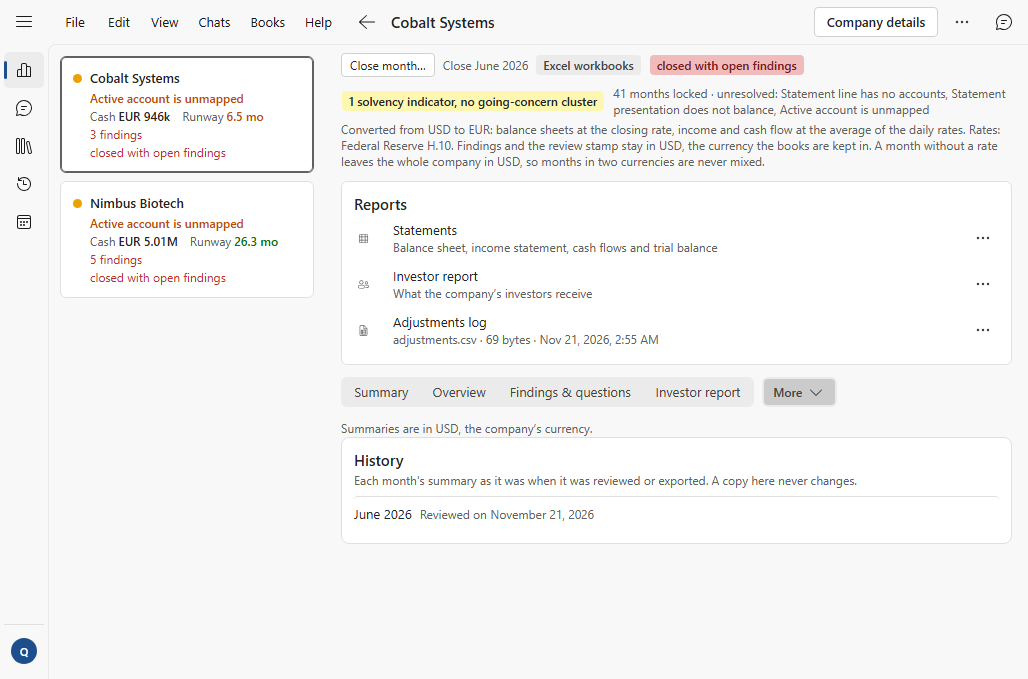 File Edit View Chats Books Help Cobalt Systems Company details
Cobalt Systems
Active account is unmapped
Cash EUR 946k Runway 6.5 mo
3 findings
closed with open findings
Nimbus Biotech
Active account is unmapped
Cash EUR 5.01M Runway 26.3 mo
5 findings
closed with open findings
Q
Close month... Close June 2026 Excel workbooks closed with open findings
1 solvency indicator, no going-concern cluster
41 months locked · unresolved: Statement line has no accounts, Statement
presentation does not balance, Active account is unmapped
Converted from USD to EUR: balance sheets at the closing rate, income and cash flow at the average of the daily rates. Rates:
Federal Reserve H.10. Findings and the review stamp stay in USD, the currency the books are kept in. A month without a rate
leaves the whole company in USD, so months in two currencies are never mixed.
Reports
Statements
Balance sheet, income statement, cash flows and trial balance
Investor report
What the company's investors receive
Adjustments log
adjustments.csv · 69 bytes · Nov 21, 2026, 2:55 AM
Summary Overview Findings & questions Investor report More
Summaries are in USD, the company's currency.
History
Each month's summary as it was when it was reviewed or exported. A copy here never changes.
June 2026 Reviewed on November 21, 2026